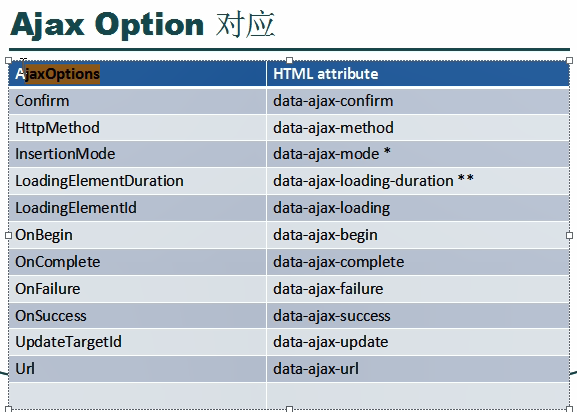 Ajax Option 对应
AjaxOptions HTML attribute
Confirm data-ajax-confirm
HttpMethod data-ajax-method
InsertionMode data-ajax-mode *
LoadingElementDuration data-ajax-loading-duration **
LoadingElementId data-ajax-loading
OnBegin data-ajax-begin
OnComplete data-ajax-complete
OnFailure data-ajax-failure
OnSuccess data-ajax-success
UpdateTargetId data-ajax-update
Url data-ajax-url